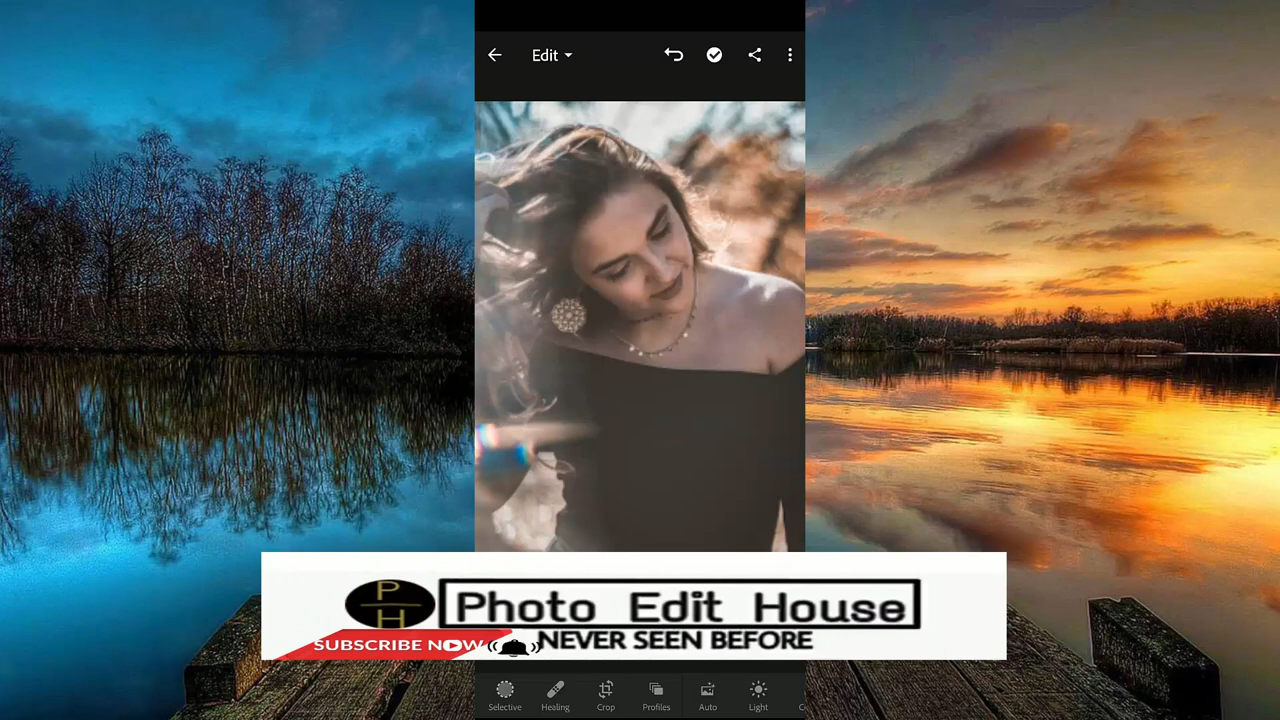 Edit
P
H
Photo Edit House
SUBSCRIBE NOW
NEVER SEEN BEFORE
Selective Healing Crop Profiles Auto Light